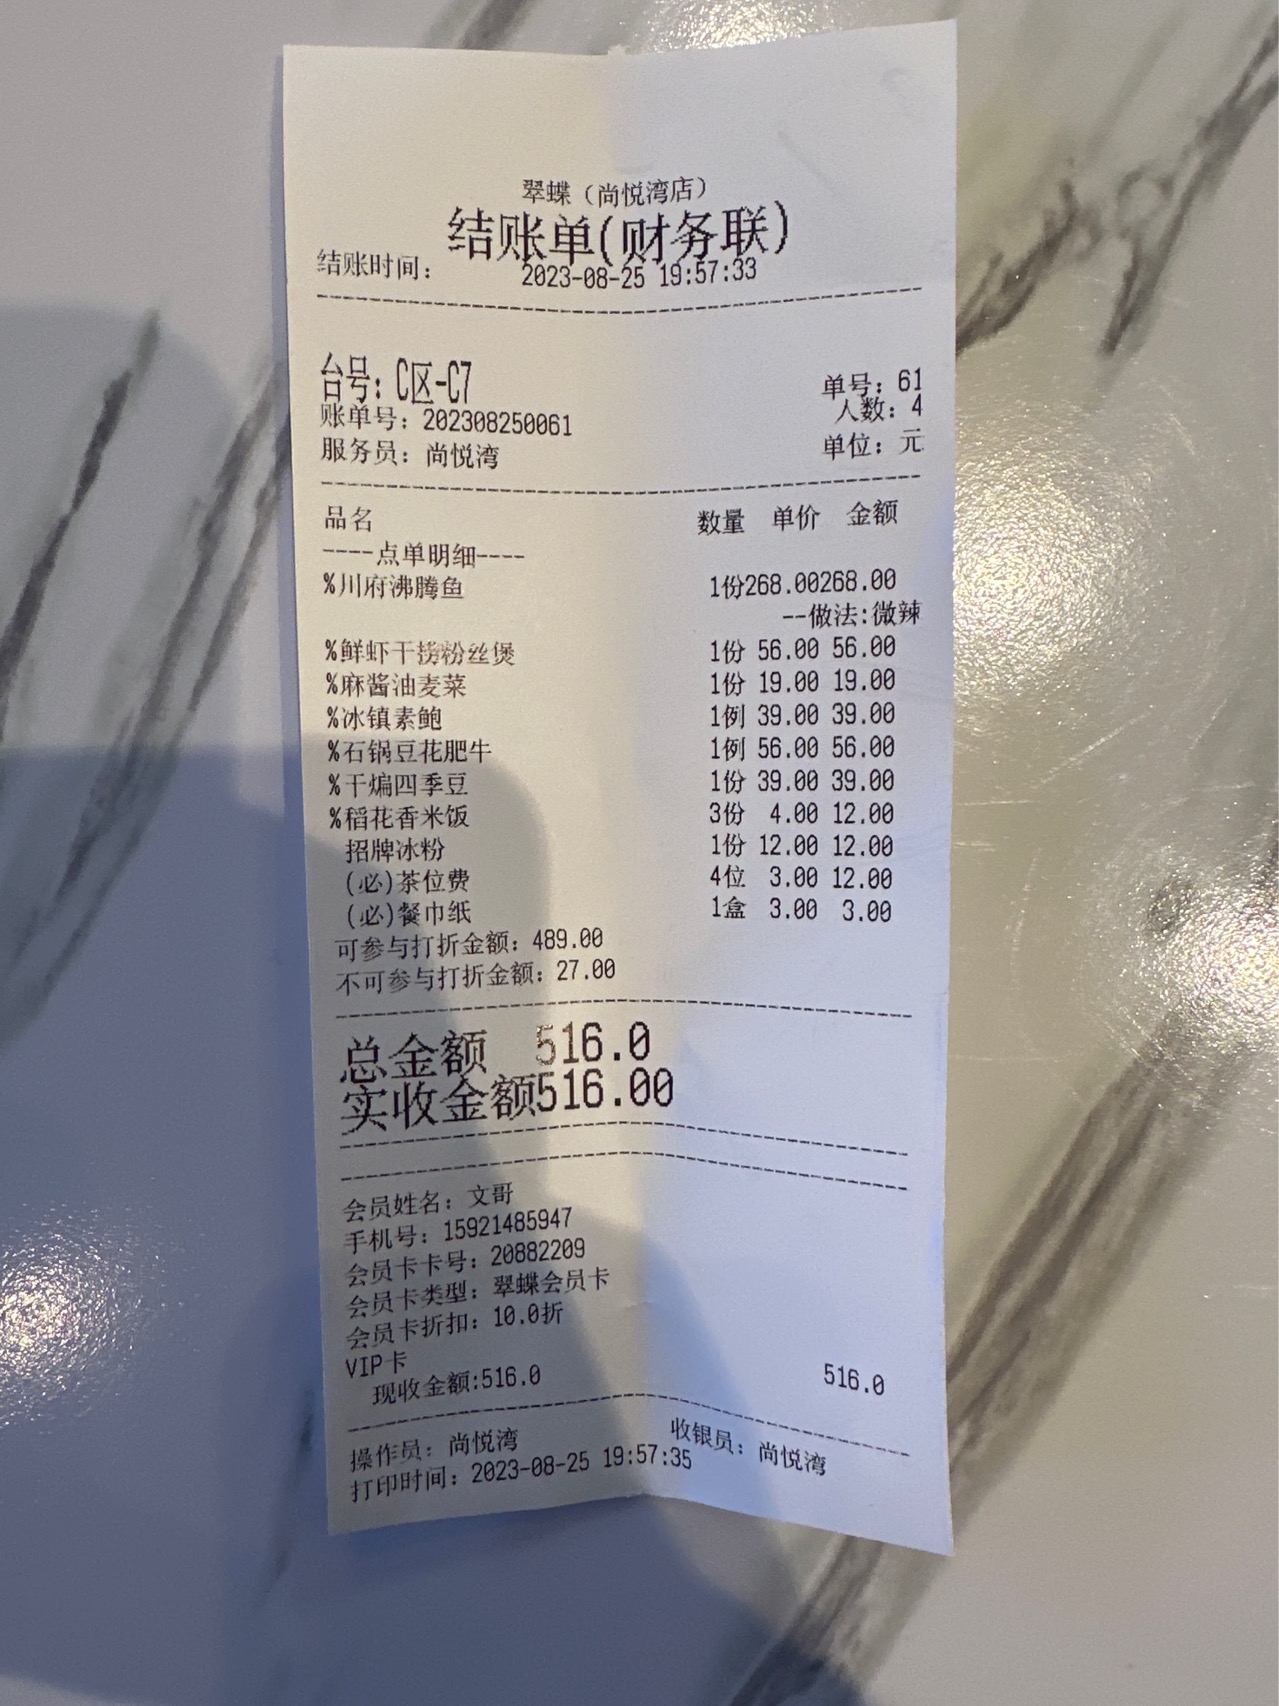 翠蝶（尚悦湾店）
结账单(财务联)
结账时间： 2023-08-25 19:57:33
台号：C区-C7 单号：61
人数：4
账单号：202308250061
服务员：尚悦湾 单位：元
品名 数量 单价 金额
----点单明细----
%川府沸腾鱼 1份268.00268.00
--做法:微辣
%鲜虾干捞粉丝煲 1份 56.00 56.00
%麻酱油麦菜 1份 19.00 19.00
%冰镇素鲍 1例 39.00 39.00
%石锅豆花肥牛 1例 56.00 56.00
%干煸四季豆 1份 39.00 39.00
%稻花香米饭 3份 4.00 12.00
招牌冰粉 1份 12.00 12.00
(必)茶位费 4位 3.00 12.00
(必)餐巾纸 1盒 3.00 3.00
可参与打折金额：489.00
不可参与打折金额：27.00
总金额 516.0
实收金额516.00
会员姓名：文哥
手机号：15921485947
会员卡卡号：20882209
会员卡类型：翠蝶会员卡
会员卡折扣：10.0折
VIP卡 516.0
现收金额:516.0
操作员：尚悦湾 收银员：尚悦湾
打印时间：2023-08-25 19:57:35